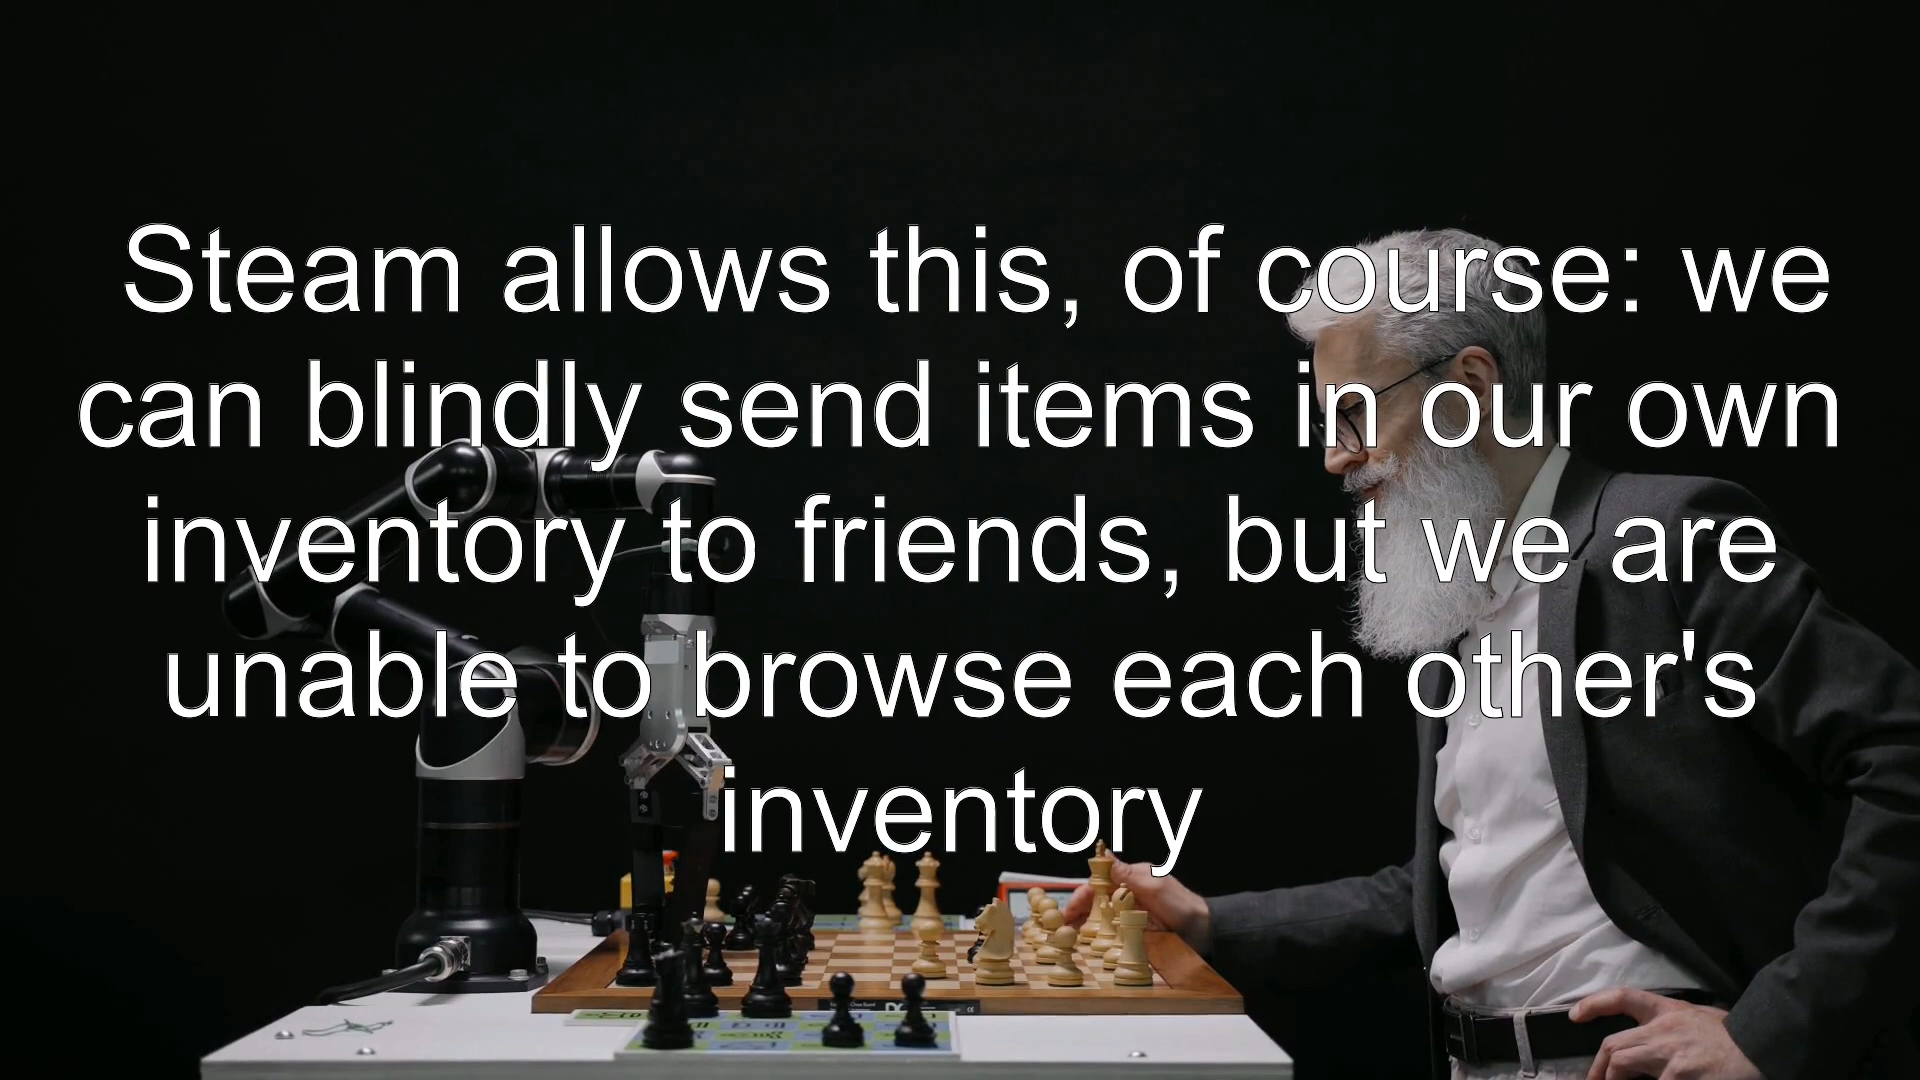 Steam allows this, of course: we
can blindly send items in our own
inventory to friends, but we are
unable to browse each other's
inventory